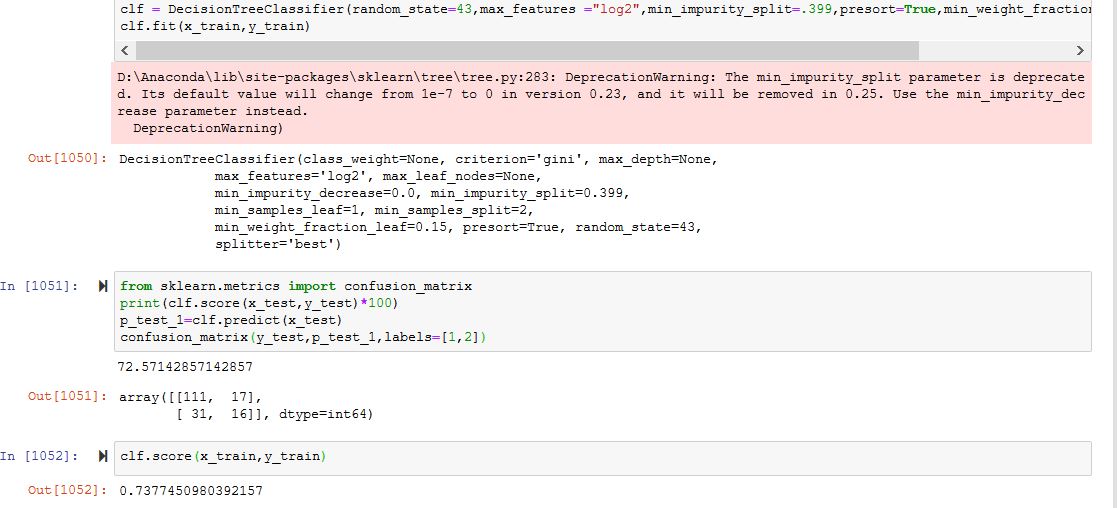 clf = DecisionTreeClassifier(random_state=43,max_features ="log2",min_impurity_split=.399,presort=True,min_weight_fraction
clf.fit(x_train,y_train)
D:\Anaconda\lib\site-packages\sklearn\tree\tree.py:283: DeprecationWarning: The min_impurity_split parameter is deprecate
d. Its default value will change from 1e-7 to 0 in version 0.23, and it will be removed in 0.25. Use the min_impurity_dec
rease parameter instead.
  DeprecationWarning)
Out[1050]: DecisionTreeClassifier(class_weight=None, criterion='gini', max_depth=None,
            max_features='log2', max_leaf_nodes=None,
            min_impurity_decrease=0.0, min_impurity_split=0.399,
            min_samples_leaf=1, min_samples_split=2,
            min_weight_fraction_leaf=0.15, presort=True, random_state=43,
            splitter='best')
In [1051]: from sklearn.metrics import confusion_matrix
print(clf.score(x_test,y_test)*100)
p_test_1=clf.predict(x_test)
confusion_matrix(y_test,p_test_1,labels=[1,2])
72.57142857142857
Out[1051]: array([[111,  17],
       [ 31,  16]], dtype=int64)
In [1052]: clf.score(x_train,y_train)
Out[1052]: 0.7377450980392157